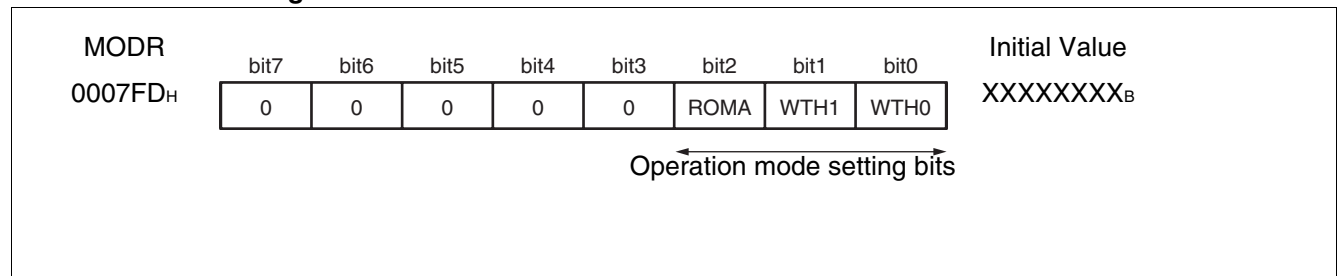 MODR
bit7 bit6 bit5 bit4 bit3 bit2 bit1 bit0
Initial Value
0007FDH
0 0 0 0 0 ROMA WTH1 WTH0
XXXXXXXXB
Operation mode setting bits